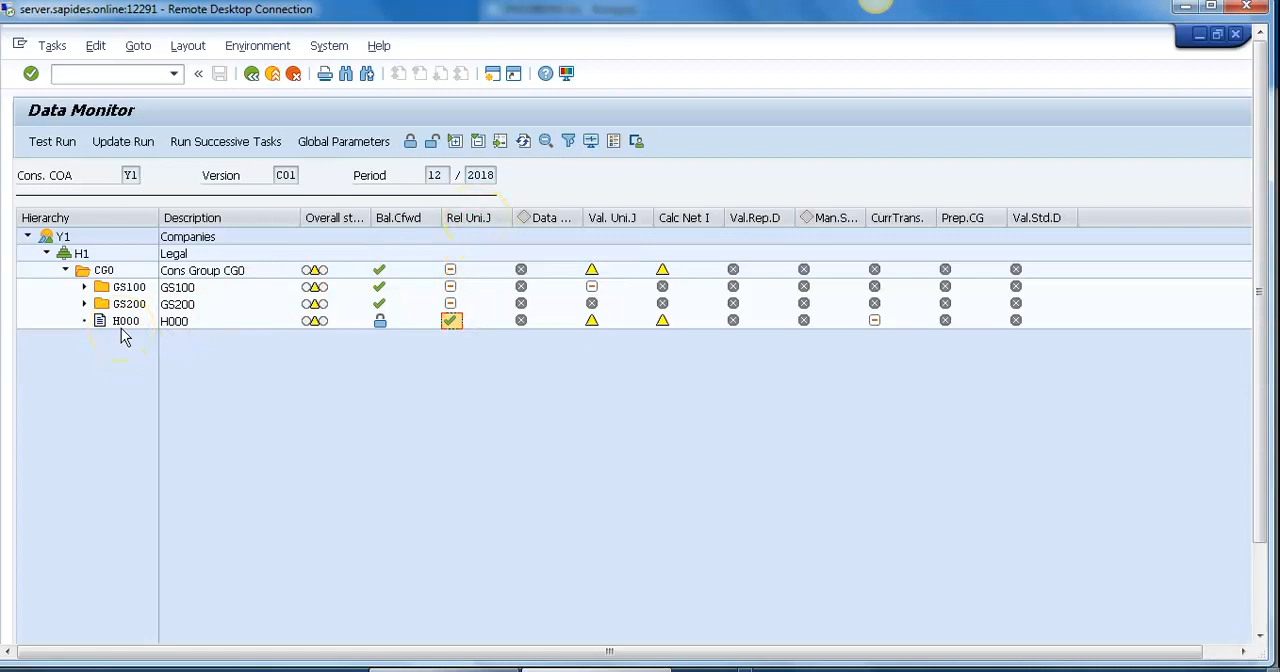 server.sapides.online:12291 - Remote Desktop Connection
Tasks Edit Goto Layout Environment System Help
Data Monitor
Test Run Update Run Run Successive Tasks Global Parameters
Cons. COA Y1 Version C01 Period 12 / 2018
Hierarchy Description Overall st... Bal.Cfwd Rel Uni.J Data ... Val. Uni.J Calc Net I Val.Rep.D Man.S... CurrTrans. Prep.CG Val.Std.D
Y1 Companies
H1 Legal
CG0 Cons Group CG0
GS100 GS100
GS200 GS200
H000 H000